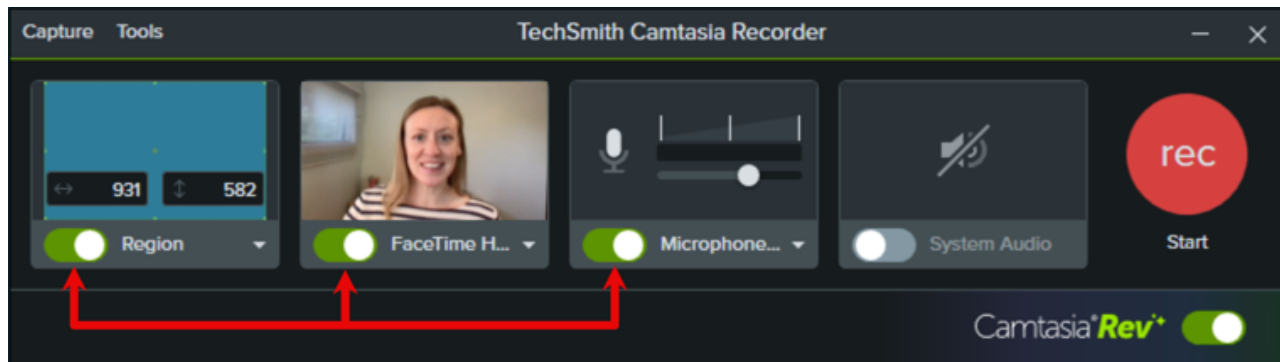 Capture Tools TechSmith Camtasia Recorder
931 582
rec
Region FaceTime H... Microphone... System Audio Start
Camtasia®Rev